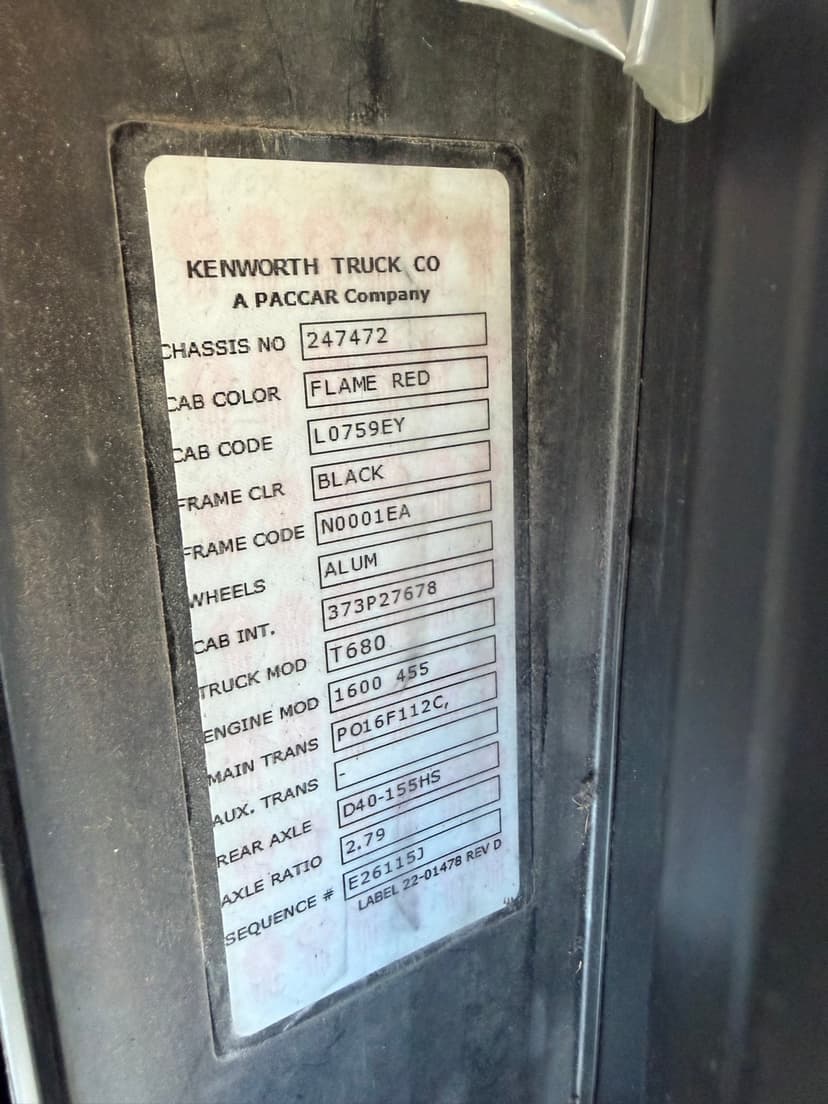 KENWORTH TRUCK CO
A PACCAR Company
CHASSIS NO 247472
CAB COLOR FLAME RED
CAB CODE L0759EY
FRAME CLR BLACK
FRAME CODE N0001EA
WHEELS ALUM
CAB INT. 373P27678
TRUCK MOD T680
ENGINE MOD 1600 455
MAIN TRANS PO16F112C,
AUX. TRANS -
REAR AXLE D40-155HS
AXLE RATIO 2.79
SEQUENCE # E26115J
LABEL 22-01478 REV D